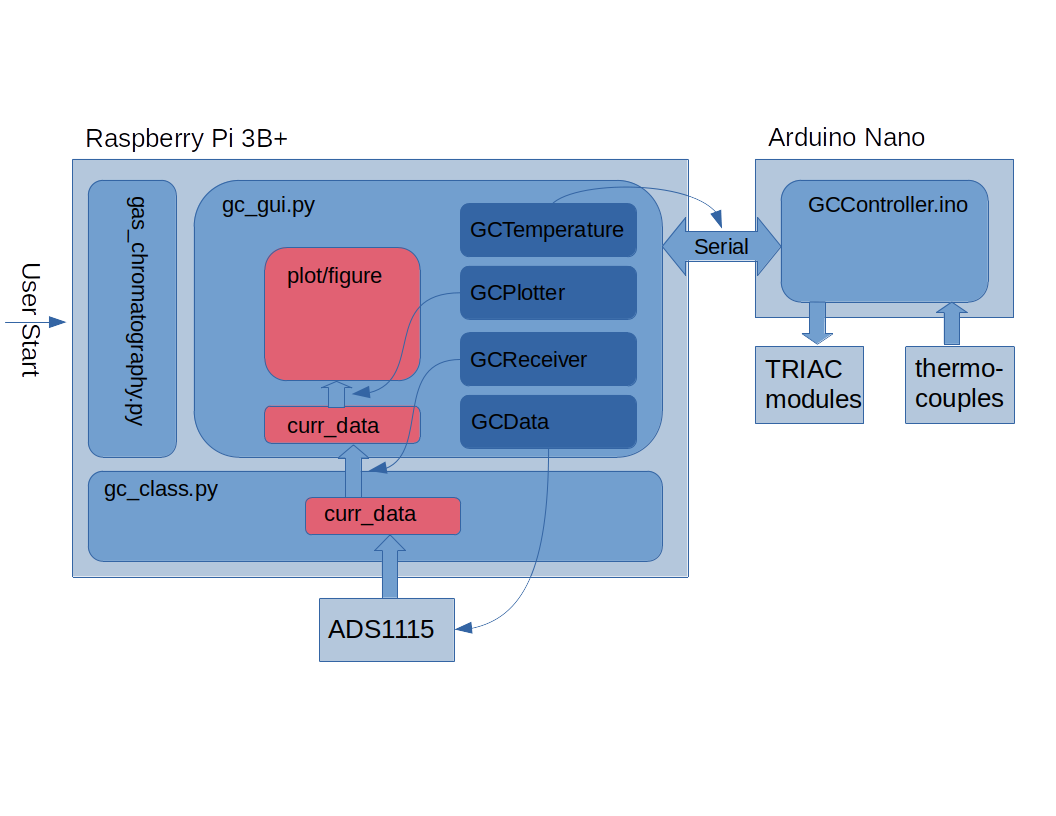 Raspberry Pi 3B+
Arduino Nano
User Start
gas_chromatography.py
gc_gui.py
plot/figure
curr_data
GCTemperature
GCPlotter
GCReceiver
GCData
Serial
GCController.ino
TRIAC
modules
thermo-
couples
gc_class.py
curr_data
ADS1115